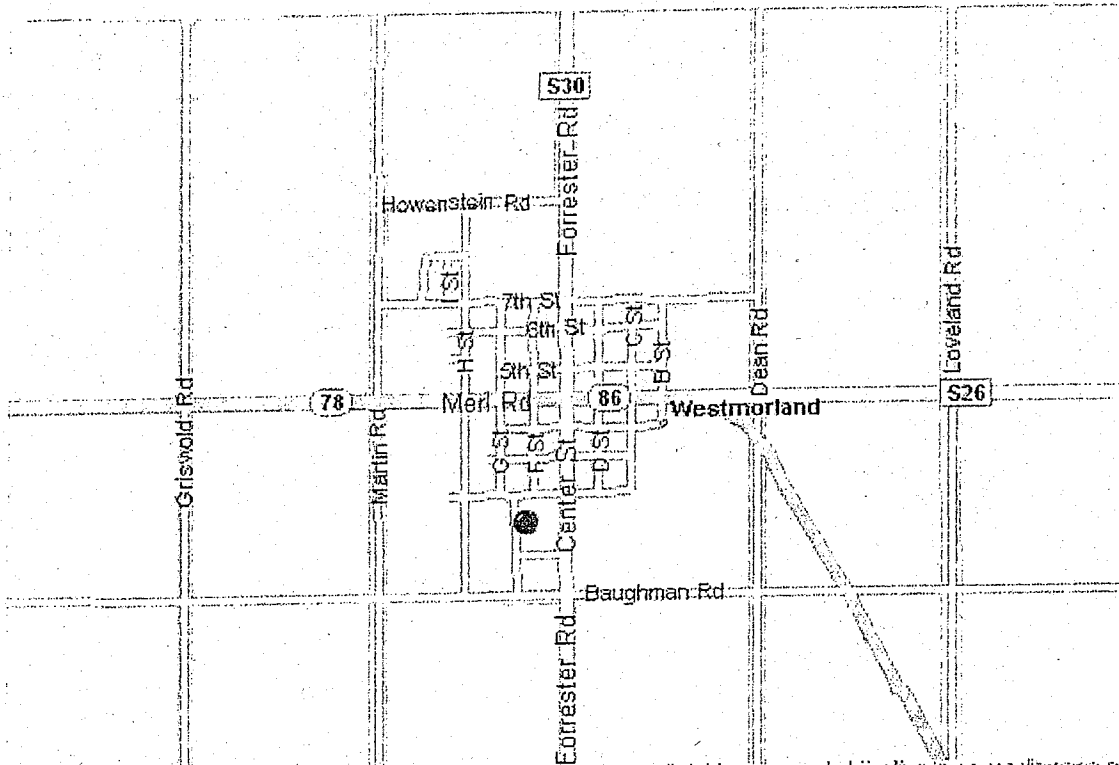 S30
Forrester Rd
Howenstein Rd
I St
7th St
6th St
C St
H St
5th St
B St
Dean Rd
Loveland Rd
Griswold Rd
78
Merl Rd
86
Westmorland
S26
Martin Rd
G St
F St
D St
Center St
Baughman Rd
Forrester Rd